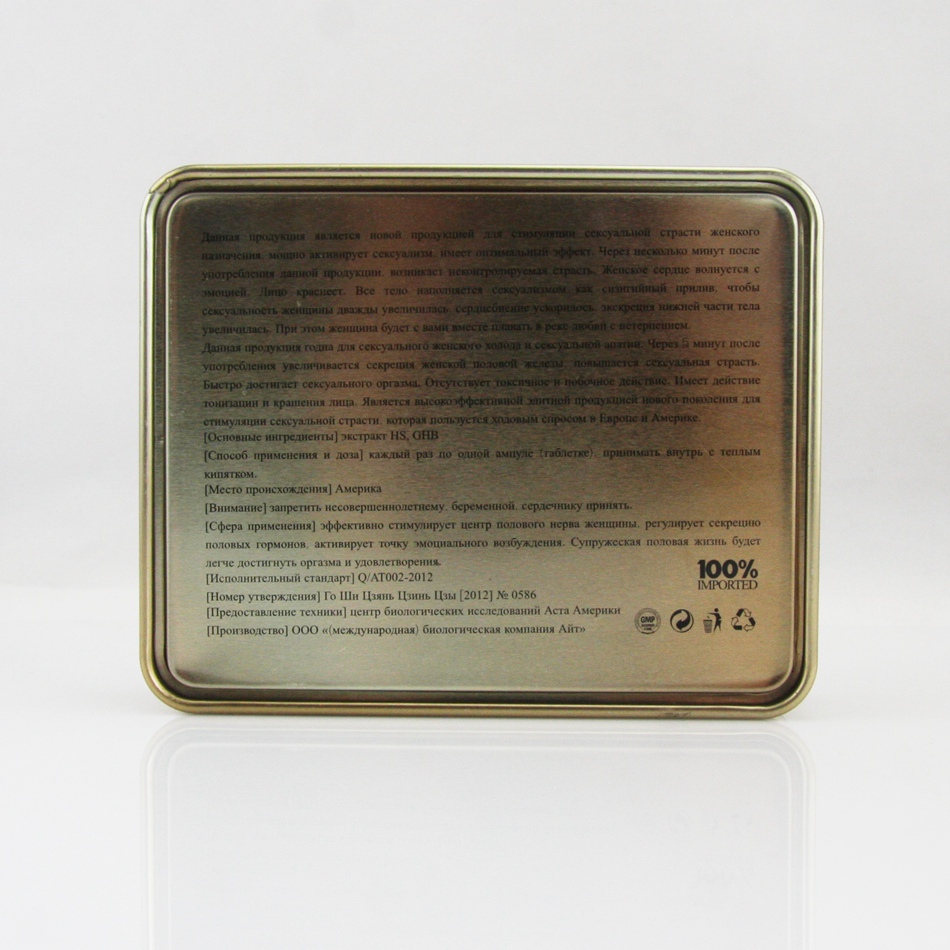 Данная продукция является новой продукцией для стимуляции сексуальной страсти женского
назначения, мощно активирует сексуализм, имеет оптимальный эффект. Через несколько минут после
употребления данной продукции, возникает неконтролируемая страсть. Женское сердце волнуется с
эмоцией. Лицо краснеет. Все тело наполняется сексуализмом как сизигийный прилив, чтобы
сексуальность женщины дважды увеличилась, сердцебиение ускорилось, экскреция нижней части тела
увеличилась. При этом женщина будет с вами вместе плавать в реке любви с нетерпением.
Данная продукция годна для сексуального женского холода и сексуальной апатии. Через 5 минут после
употребления увеличивается секреция женской половой железы, повышается сексуальная страсть.
Быстро достигает сексуального оргазма. Отсутствует токсичное и побочное действие. Имеет действие
тонизации и крашения лица. Является высокоэффективной элитной продукцией нового поколения для
стимуляции сексуальной страсти, которая пользуется ходовым спросом в Европе и Америке.
[Основные ингредиенты] экстракт HS, GHB
[Способ применения и доза] каждый раз по одной ампуле (таблетке), принимать внутрь с теплым
кипятком.
[Место происхождения] Америка
[Внимание] запретить несовершеннолетнему, беременной, сердечнику принять.
[Сфера применения] эффективно стимулирует центр полового нерва женщины, регулирует секрецию
половых гормонов, активирует точку эмоциального возбуждения. Супружеская половая жизнь будет
легче достигнуть оргазма и удовлетворения.
[Исполнительный стандарт] Q/AT002-2012
[Номер утверждения] Го Ши Цзянь Цзинь Цзы [2012] № 0586
[Предоставление техники] центр биологических исследований Аста Америки
[Производство] ООО «(международная) биологическая компания Айт»
100%
IMPORTED
GMP